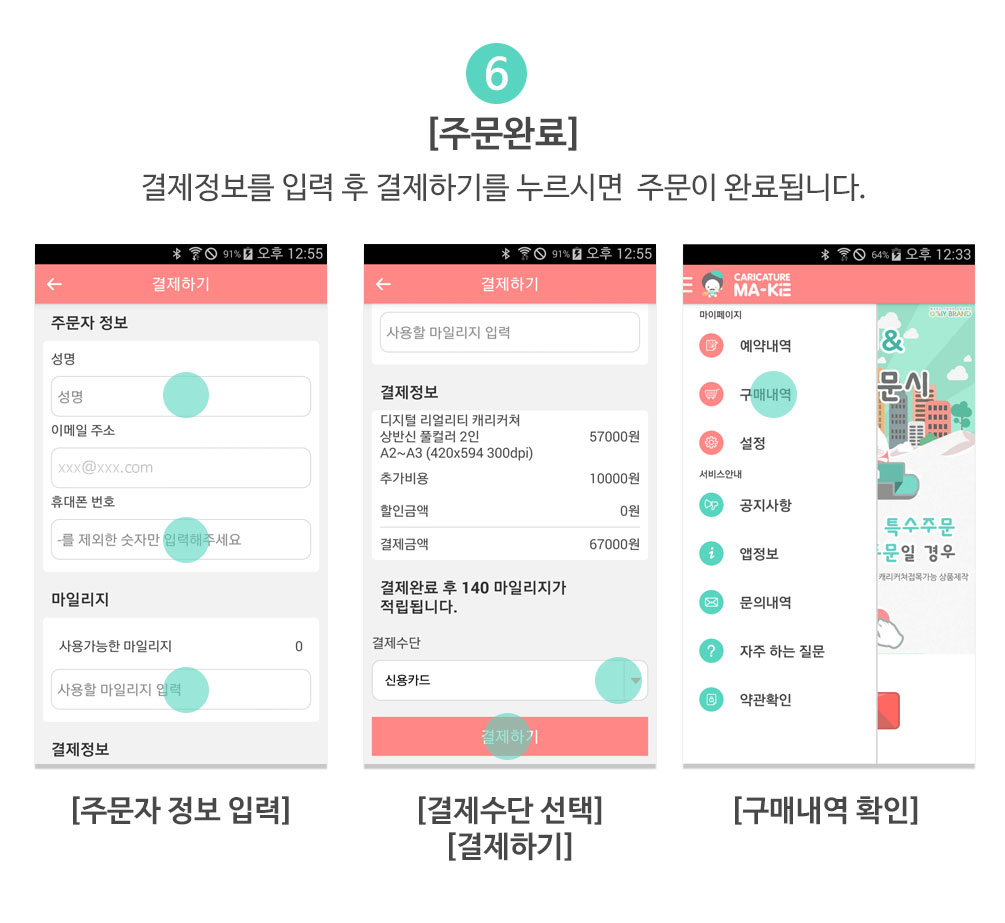 6
[주문완료]
결제정보를 입력 후 결제하기를 누르시면 주문이 완료됩니다.
91% 오후 12:55
결제하기
주문자 정보
성명
성명
이메일 주소
xxx@xxx.com
휴대폰 번호
-를 제외한 숫자만 입력해주세요
마일리지
사용가능한 마일리지 0
사용할 마일리지 입력
결제정보
[주문자 정보 입력]
91% 오후 12:55
결제하기
사용할 마일리지 입력
결제정보
디지털 리얼리티 캐리커쳐
상반신 풀컬러 2인 57000원
A2~A3 (420x594 300dpi)
추가비용 10000원
할인금액 0원
결제금액 67000원
결제완료 후 140 마일리지가
적립됩니다.
결제수단
신용카드
결제하기
[결제수단 선택]
[결제하기]
64% 오후 12:33
CARICATURE
MA-KiE
마이페이지
예약내역
구매내역
설정
서비스안내
공지사항
앱정보
문의내역
자주 하는 질문
약관확인
&
문시
특수주문
문일 경우
캐리커쳐접목가능 상품제작
[구매내역 확인]